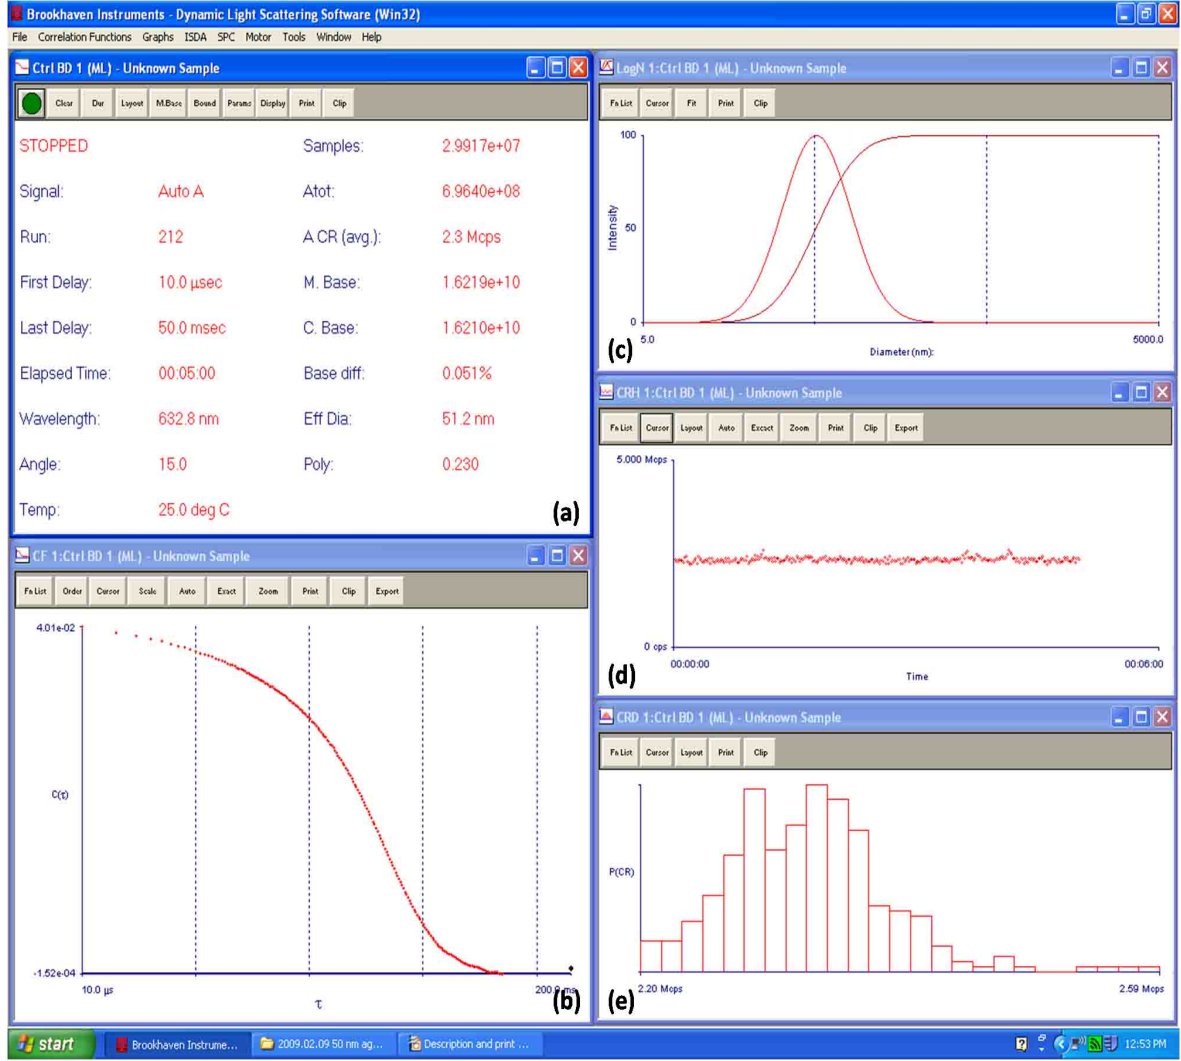 Brookhaven Instruments - Dynamic Light Scattering Software (Win32)
File Correlation Functions Graphs ISDA SPC Motor Tools Window Help
Ctrl BD 1 (ML) - Unknown Sample
Clear Dur Layout M.Base Bound Params Display Print Clip
STOPPED
Samples: 2.9917e+07
Signal: Auto A
Atot: 6.9640e+08
Run: 212
A CR (avg.): 2.3 Mcps
First Delay: 10.0 µsec
M. Base: 1.6219e+10
Last Delay: 50.0 msec
C. Base: 1.6210e+10
Elapsed Time: 00:05:00
Base diff: 0.051%
Wavelength: 632.8 nm
Eff Dia: 51.2 nm
Angle: 15.0
Poly: 0.230
Temp: 25.0 deg C
(a)
CF 1:Ctrl BD 1 (ML) - Unknown Sample
Fn List Order Cursor Scale Auto Exact Zoom Print Clip Export
4.01e-02
C(τ)
-1.52e-04
10.0 µs
200.0 ms
τ
(b)
LogN 1:Ctrl BD 1 (ML) - Unknown Sample
Fn List Cursor Fit Print Clip
100
Intensity
50
0
5.0
5000.0
Diameter(nm):
(c)
CRH 1:Ctrl BD 1 (ML) - Unknown Sample
Fn List Cursor Layout Auto Excact Zoom Print Clip Export
5.000 Mcps
0 cps
00:00:00
00:06:00
Time
(d)
CRD 1:Ctrl BD 1 (ML) - Unknown Sample
Fn List Cursor Layout Print Clip
P(CR)
2.20 Mcps
2.59 Mcps
(e)
start
Brookhaven Instrume...
2009.02.09 50 nm ag...
Description and print ...
12:53 PM